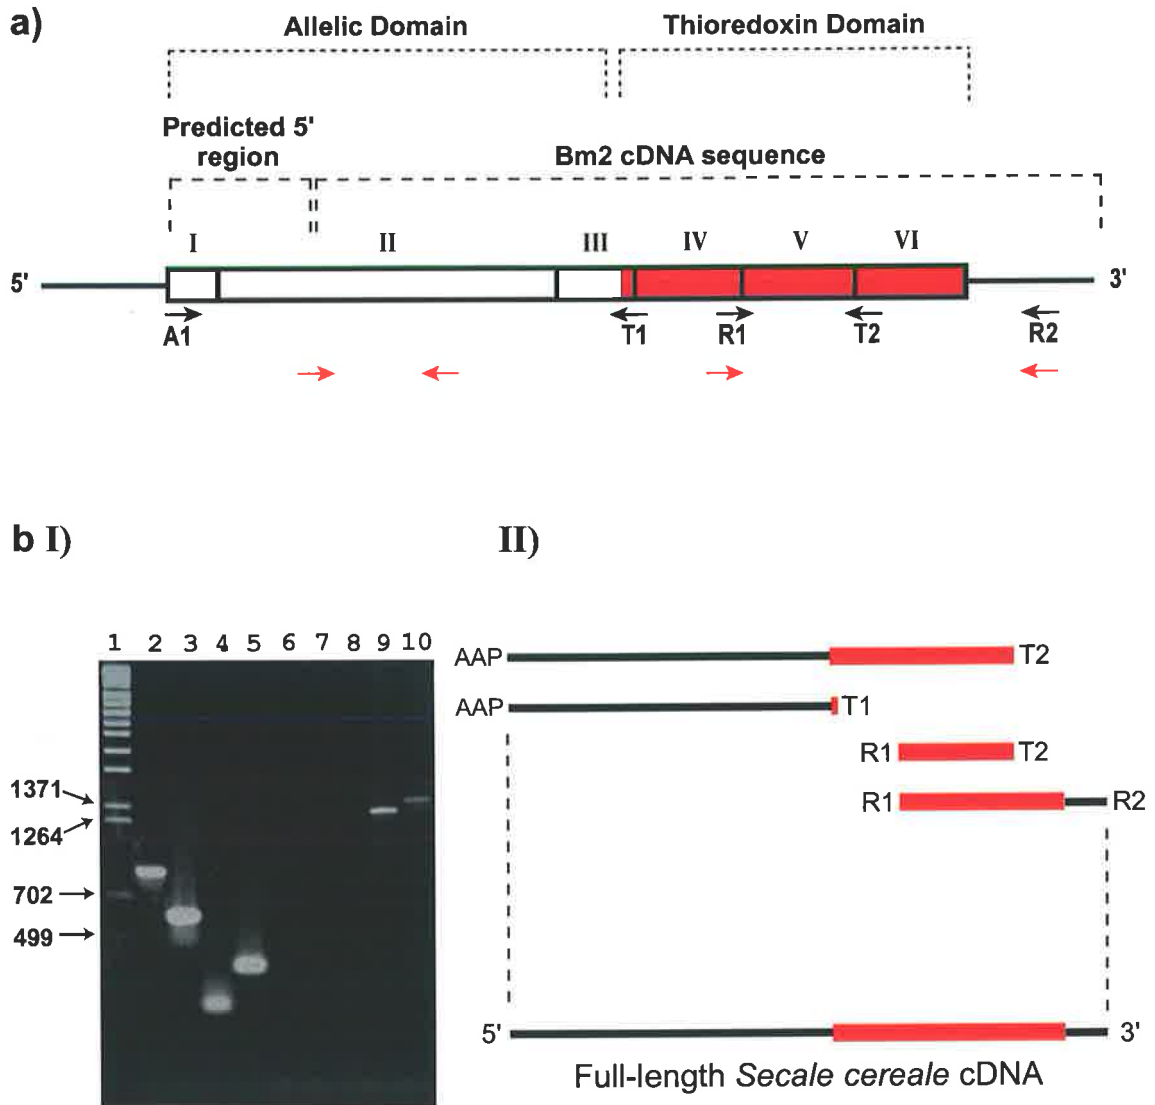 a)
Allelic Domain Thioredoxin Domain
Predicted 5'
region
Bm2 cDNA sequence
I II III IV V VI
5' 3'
A1 T1 R1 T2 R2
b I) II)
1 2 3 4 5 6 7 8 9 10
1371
1264
702
499
AAP T2
AAP T1
R1 T2
R1 R2
5' 3'
Full-length Secale cereale cDNA